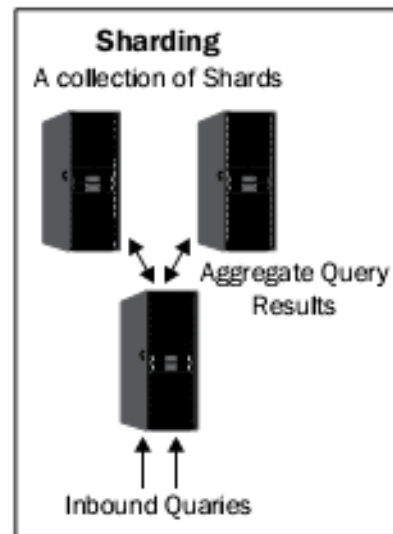 Sharding
A collection of Shards
Aggregate Query
Results
Inbound Quaries